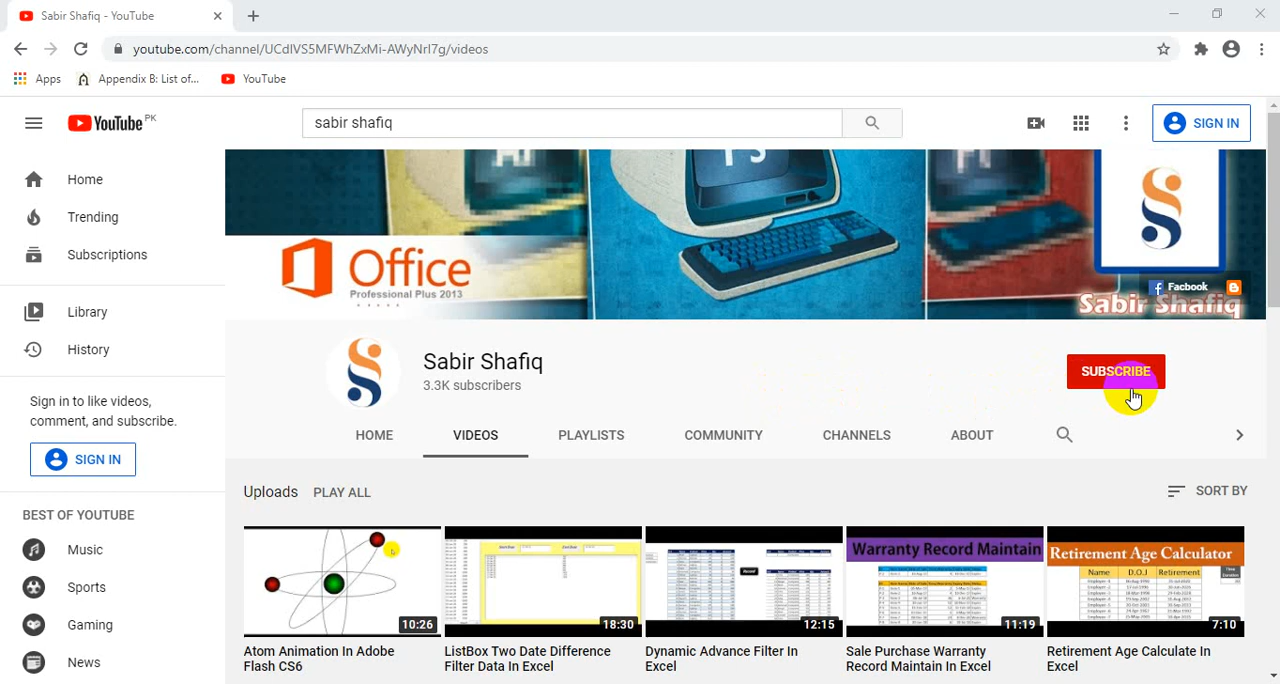 Sabir Shafiq - YouTube
youtube.com/channel/UCdIVS5MFWhZxMi-AWyNrI7g/videos
Apps
Appendix B: List of...
YouTube
YouTube PK
sabir shafiq
SIGN IN
Home
Trending
Subscriptions
Library
History
Sign in to like videos,
comment, and subscribe.
SIGN IN
BEST OF YOUTUBE
Music
Sports
Gaming
News
Office
Professional Plus 2013
Facbook
Sabir Shafiq
Sabir Shafiq
3.3K subscribers
SUBSCRIBE
HOME
VIDEOS
PLAYLISTS
COMMUNITY
CHANNELS
ABOUT
Uploads
PLAY ALL
SORT BY
10:26
Atom Animation In Adobe
Flash CS6
18:30
ListBox Two Date Difference
Filter Data In Excel
12:15
Dynamic Advance Filter In
Excel
Warranty Record Maintain
11:19
Sale Purchase Warranty
Record Maintain In Excel
Retirement Age Calculator
Name D.O.J Retirement
7:10
Retirement Age Calculate In
Excel